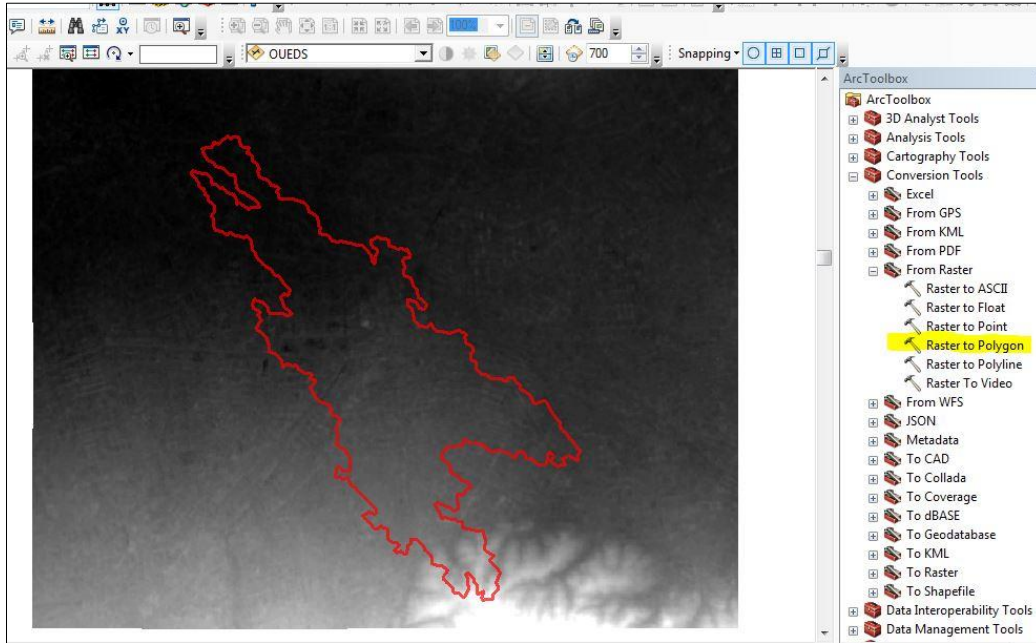 100%
OUEDS
700
Snapping
ArcToolbox
ArcToolbox
3D Analyst Tools
Analysis Tools
Cartography Tools
Conversion Tools
Excel
From GPS
From KML
From PDF
From Raster
Raster to ASCII
Raster to Float
Raster to Point
Raster to Polygon
Raster to Polyline
Raster To Video
From WFS
JSON
Metadata
To CAD
To Collada
To Coverage
To dBASE
To Geodatabase
To KML
To Raster
To Shapefile
Data Interoperability Tools
Data Management Tools